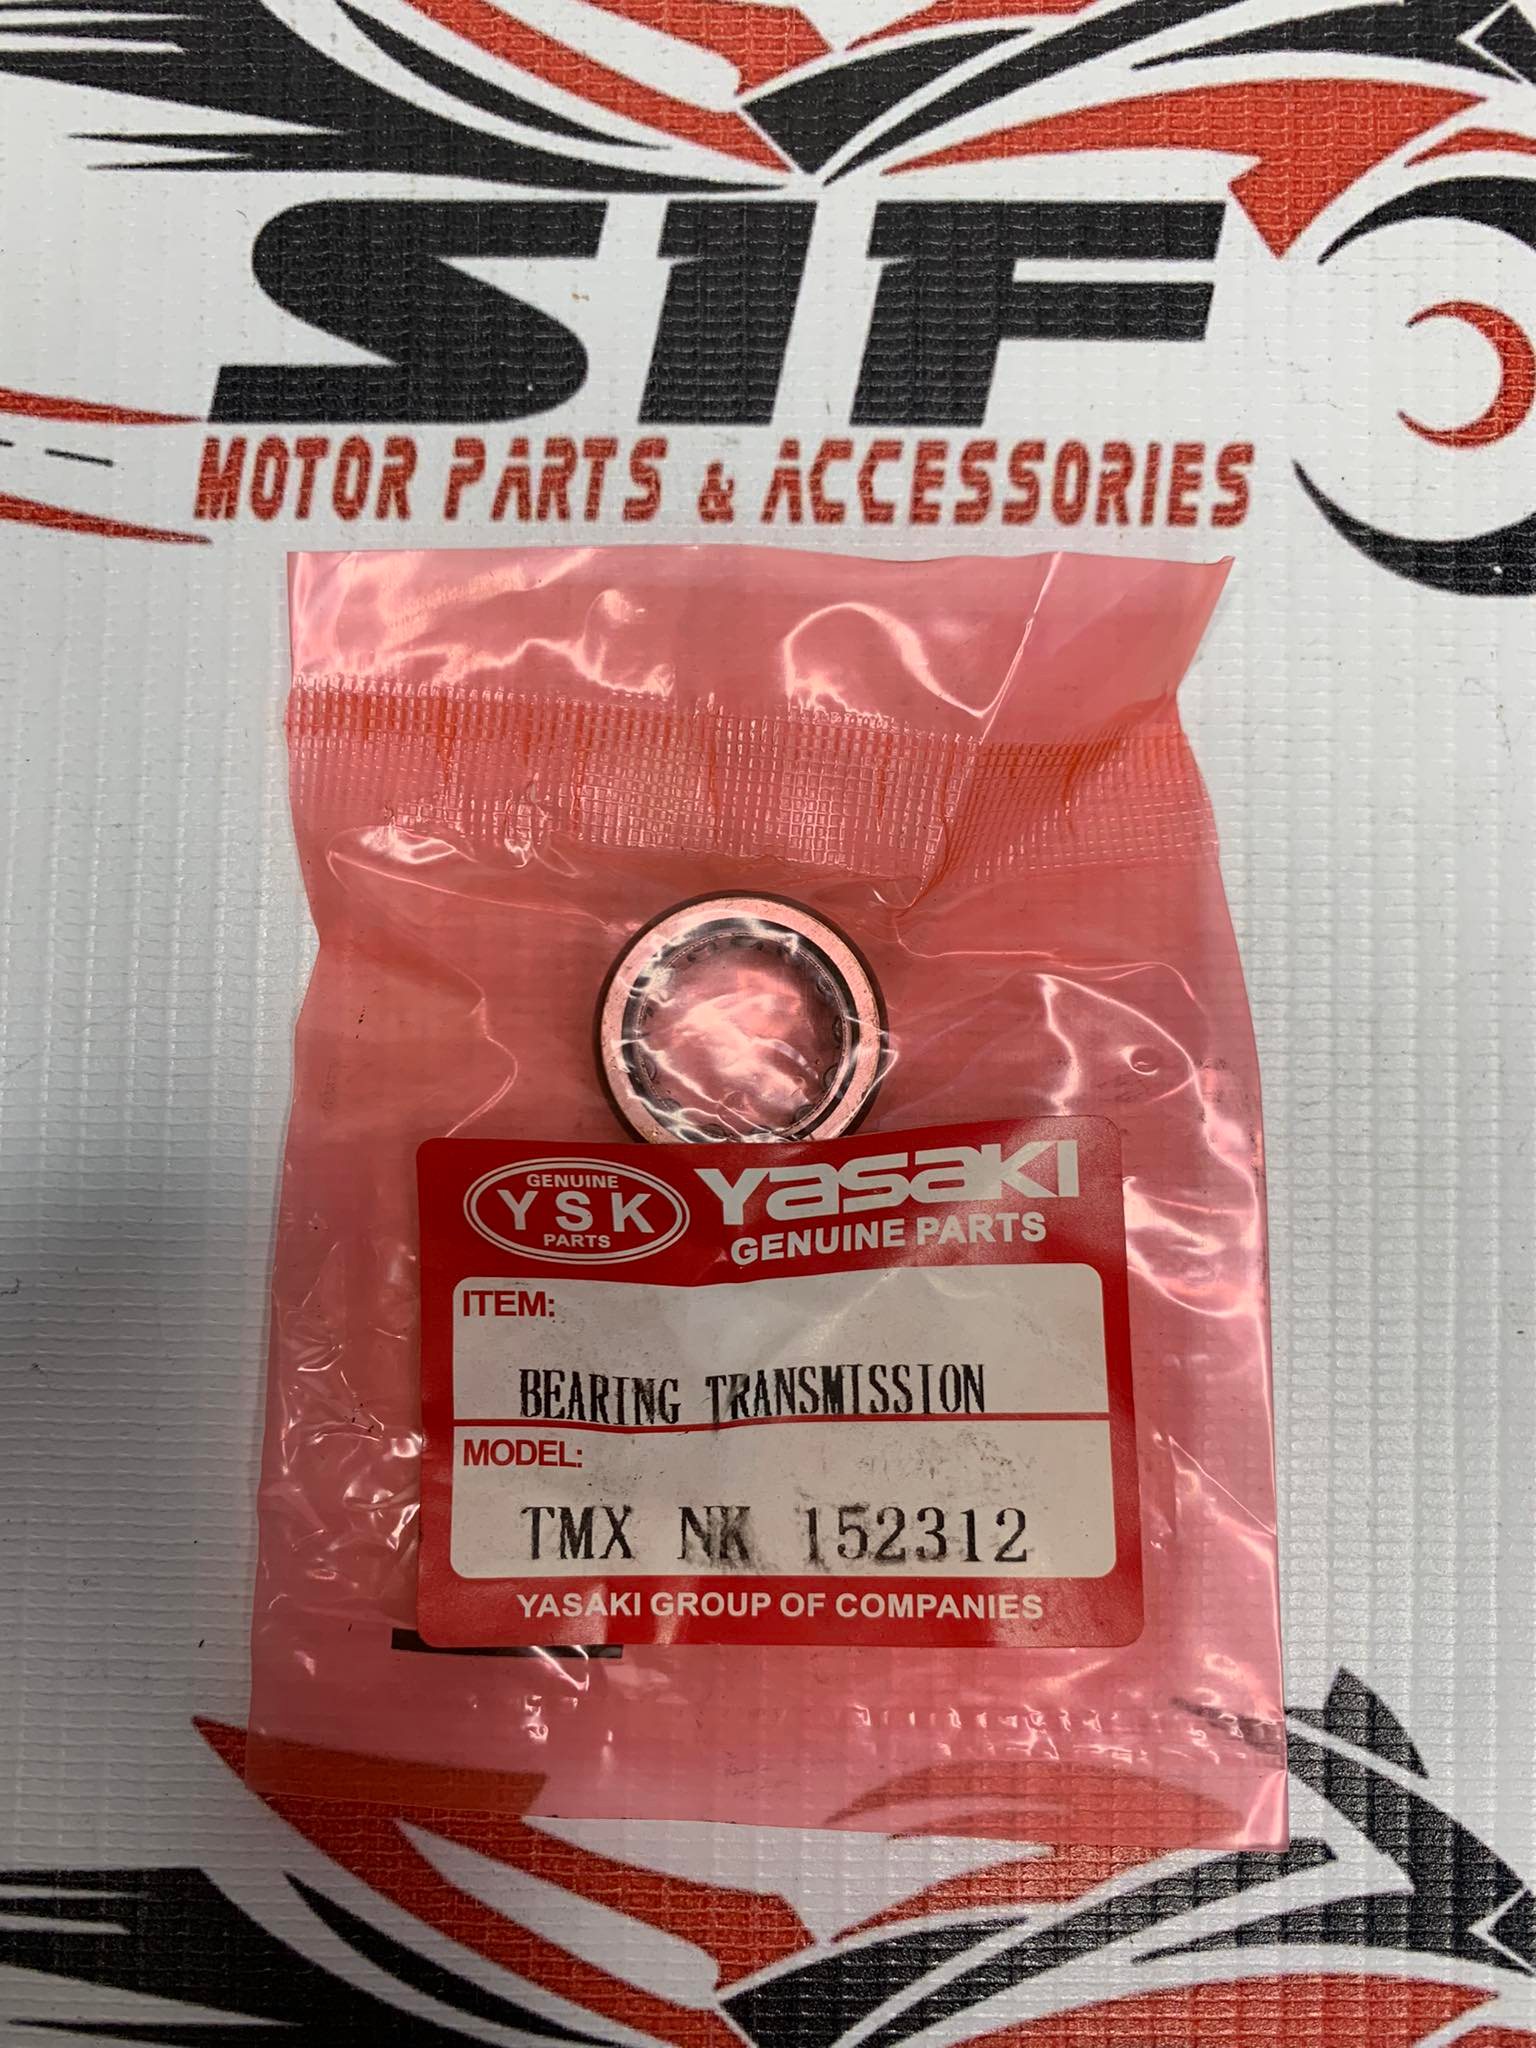 SIF
MOTOR PARTS & ACCESSORIES
GENUINE
YSK
PARTS
YASAKI
GENUINE PARTS
ITEM:
BEARING TRANSMISSION
MODEL:
TMX NK 152312
YASAKI GROUP OF COMPANIES